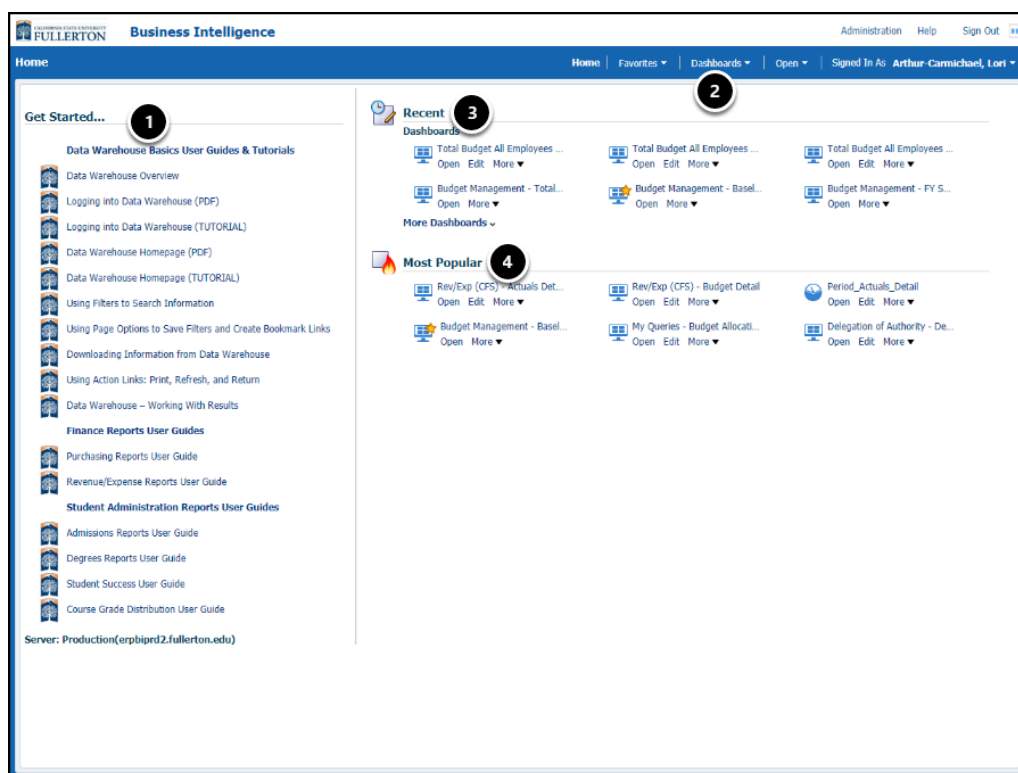 CALIFORNIA STATE UNIVERSITY
FULLERTON
Business Intelligence
Administration Help Sign Out
Home
Home Favorites Dashboards Open Signed In As Arthur-Carmichael, Lori
2
Get Started...
1
Data Warehouse Basics User Guides & Tutorials
Data Warehouse Overview
Logging into Data Warehouse (PDF)
Logging into Data Warehouse (TUTORIAL)
Data Warehouse Homepage (PDF)
Data Warehouse Homepage (TUTORIAL)
Using Filters to Search Information
Using Page Options to Save Filters and Create Bookmark Links
Downloading Information from Data Warehouse
Using Action Links: Print, Refresh, and Return
Data Warehouse – Working With Results
Finance Reports User Guides
Purchasing Reports User Guide
Revenue/Expense Reports User Guide
Student Administration Reports User Guides
Admissions Reports User Guide
Degrees Reports User Guide
Student Success User Guide
Course Grade Distribution User Guide
Server: Production(erpbiprd2.fullerton.edu)
Recent
3
Dashboards
Total Budget All Employees ... Total Budget All Employees ... Total Budget All Employees ...
Open Edit More Open Edit More Open Edit More
Budget Management - Total... Budget Management - Basel... Budget Management - FY S...
Open More Open More Open More
More Dashboards
Most Popular
4
Rev/Exp (CFS) - Actuals Det... Rev/Exp (CFS) - Budget Detail Period_Actuals_Detail
Open Edit More Open Edit More Open Edit More
Budget Management - Basel... My Queries - Budget Allocati... Delegation of Authority - De...
Open More Open Edit More Open Edit More